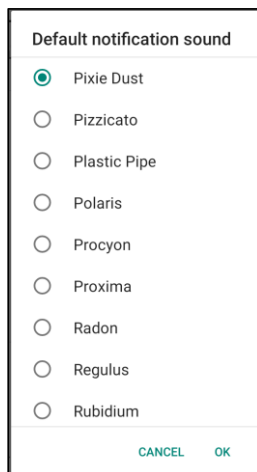 Default notification sound
Pixie Dust
Pizzicato
Plastic Pipe
Polaris
Procyon
Proxima
Radon
Regulus
Rubidium
CANCEL OK